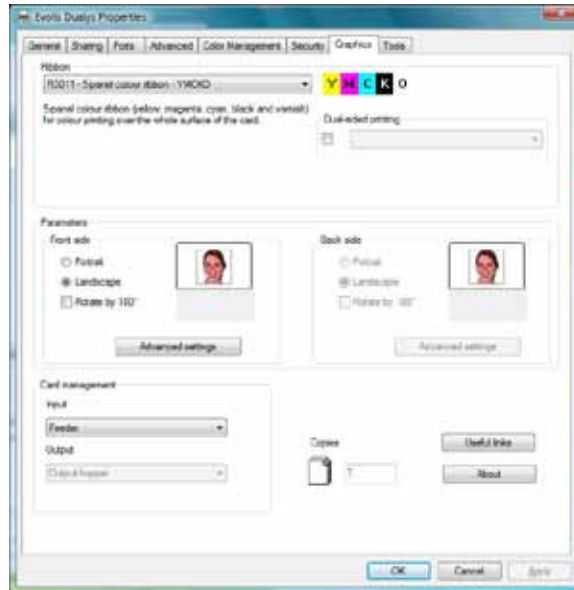 Evolis Dualys Properties
General Sharing Ports Advanced Color Management Security Graphics Tools
Ribbon
R3011 - 5 panel colour ribbon - YMCKO
Y M C K O
5 panel colour ribbon (yellow, magenta, cyan, black and varnish)
for colour printing over the whole surface of the card.
Dual-sided printing
Parameters
Front side
Portrait
Landscape
Rotate by 180°
Advanced settings
Back side
Portrait
Landscape
Rotate by 180°
Advanced settings
Card management
Input
Feeder
Output
Output hopper
Copies
1
Useful links
About
OK Cancel Apply